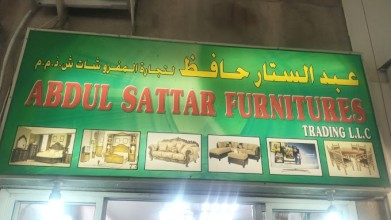 عبد الستار حافظ لتجارة المفروشات ش.ذ.م.م
ABDUL SATTAR FURNITURES
TRADING L.L.C